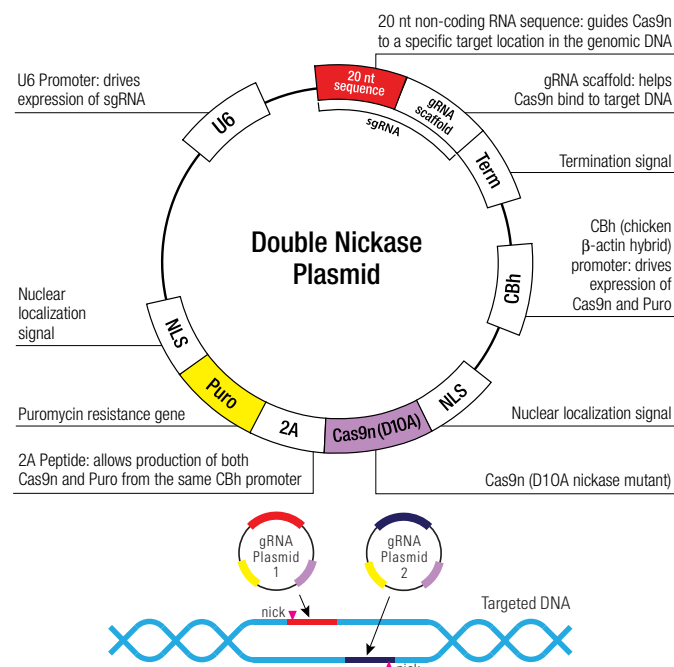 20 nt non-coding RNA sequence: guides Cas9n
to a specific target location in the genomic DNA
U6 Promoter: drives
expression of sgRNA
20 nt
sequence
gRNA
scaffold
sgRNA
gRNA scaffold: helps
Cas9n bind to target DNA
U6
Term
Termination signal
Double Nickase
Plasmid
CBh (chicken
β-actin hybrid)
promoter: drives
expression of
Cas9n and Puro
CBh
Nuclear
localization
signal
NLS
Puro
2A
Cas9n (D10A)
NLS
Puromycin resistance gene
Nuclear localization signal
2A Peptide: allows production of both
Cas9n and Puro from the same CBh promoter
Cas9n (D10A nickase mutant)
gRNA
Plasmid
1
gRNA
Plasmid
2
nick
Targeted DNA
nick